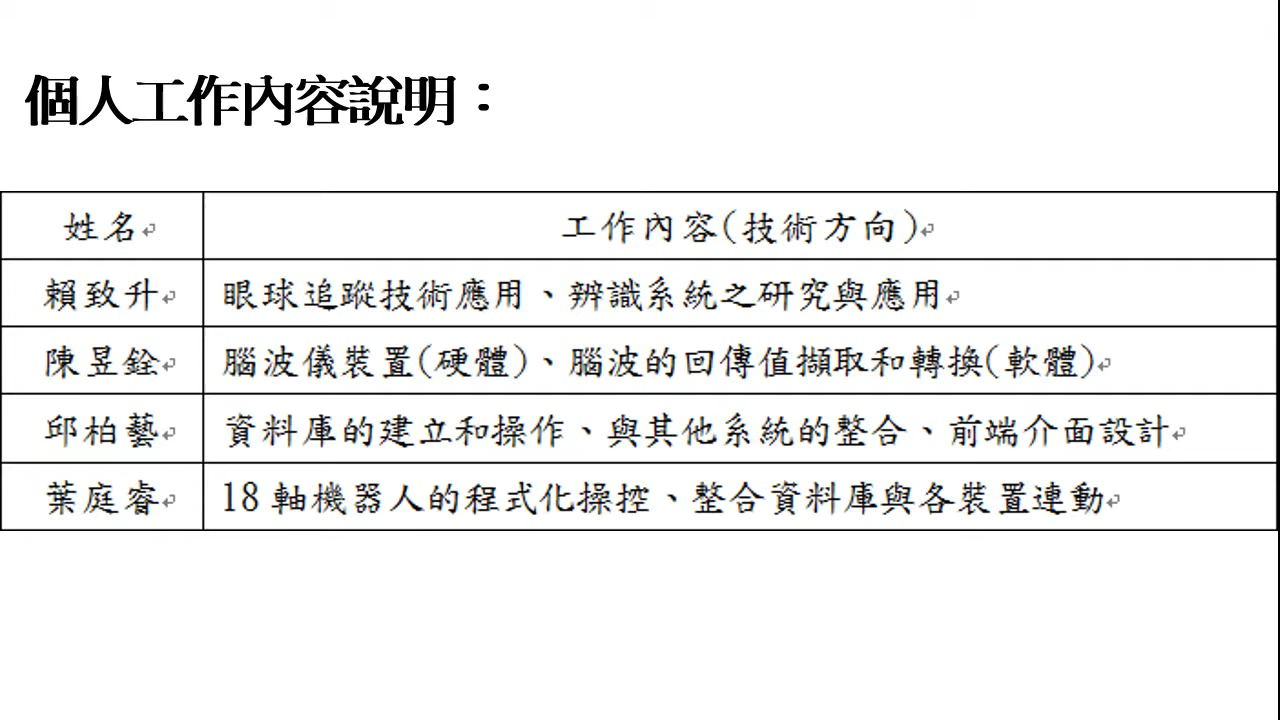 個人工作內容說明：
姓名 工作內容(技術方向)
賴致升 眼球追蹤技術應用、辨識系統之研究與應用
陳昱銓 腦波儀裝置(硬體)、腦波的回傳值擷取和轉換(軟體)
邱柏藝 資料庫的建立和操作、與其他系統的整合、前端介面設計
葉庭睿 18 軸機器人的程式化操控、整合資料庫與各裝置連動